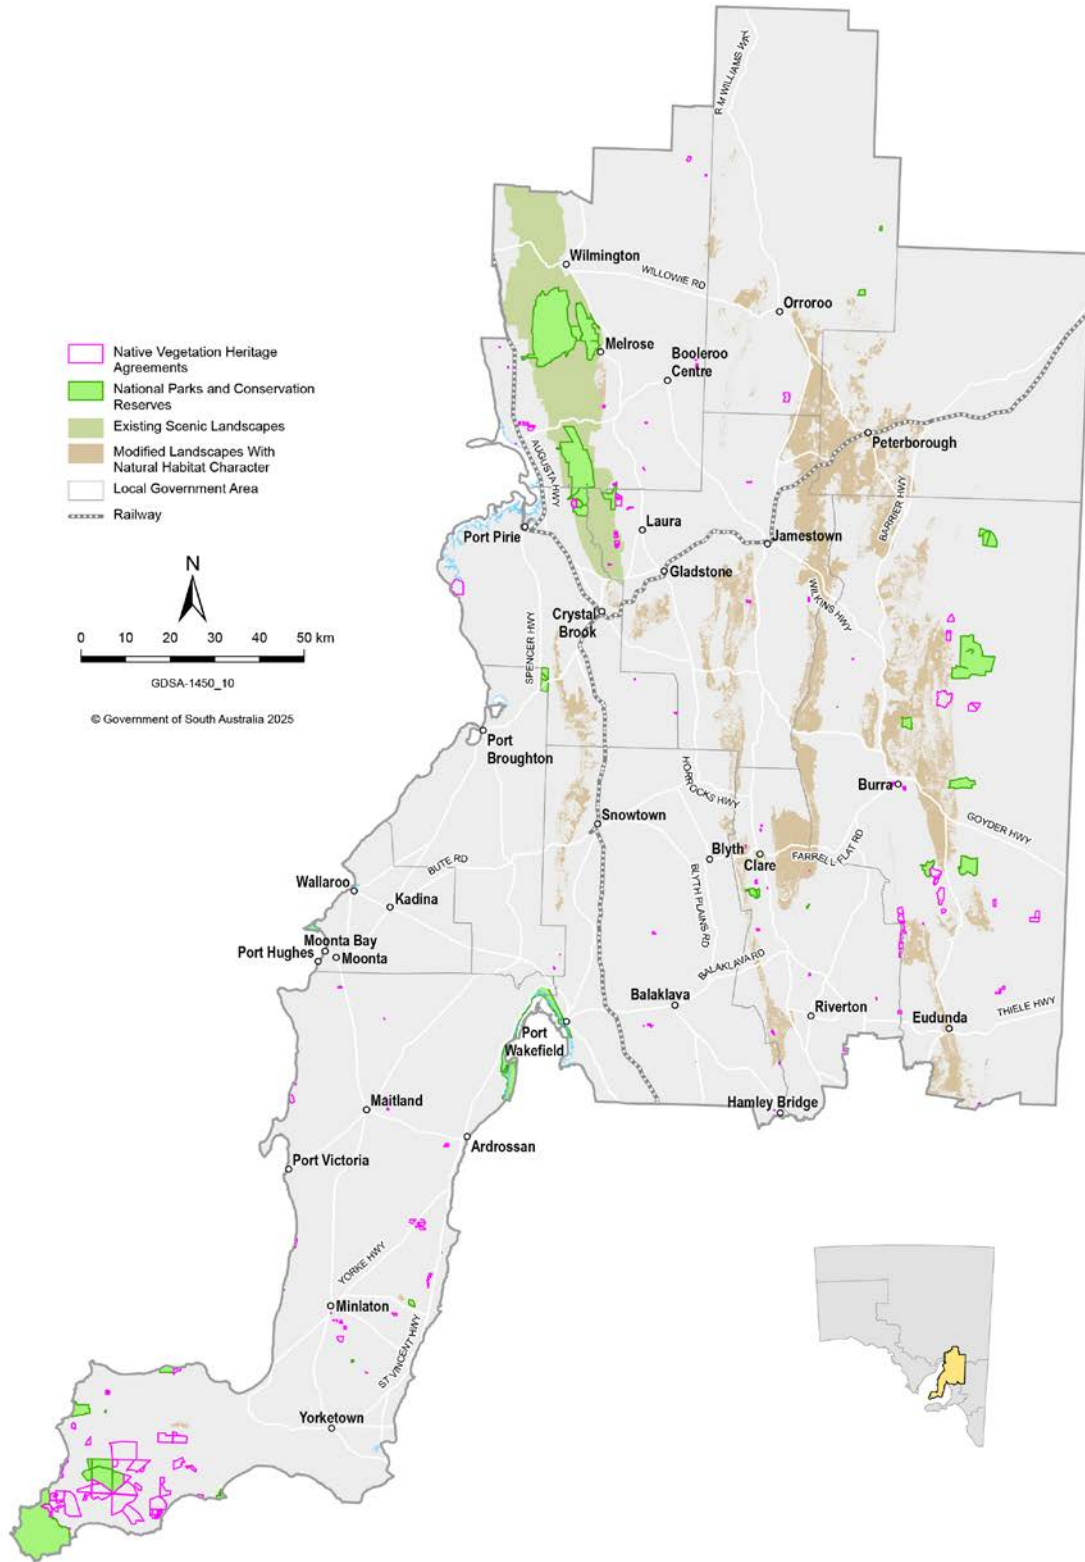 R M WILLIAMS WAY
Wilmington
WILLOWIE RD
Orroroo
Native Vegetation Heritage
Agreements
National Parks and Conservation
Reserves
Existing Scenic Landscapes
Modified Landscapes With
Natural Habitat Character
Local Government Area
Railway
Melrose
Booleroo
Centre
Peterborough
AUGUSTA HWY
BARRIER HWY
Port Pirie
Laura
Jamestown
Gladstone
N
0 10 20 30 40 50 km
GDSA-1450_10
© Government of South Australia 2025
Crystal
Brook
WILKINS HWY
SPENCER HWY
Port
Broughton
HORROCKS HWY
Burra
GOYDER HWY
Snowtown
Blyth
Clare
FARRELL FLAT RD
BUTE RD
BLYTH PLAINS RD
Wallaroo
Kadina
Moonta Bay
Port Hughes
Moonta
BALAKLAVA RD
Balaklava
Riverton
Eudunda
THIELE HWY
Port
Wakefield
Hamley Bridge
Maitland
Ardrossan
Port Victoria
YORKE HWY
Minlaton
ST VINCENT HWY
Yorketown